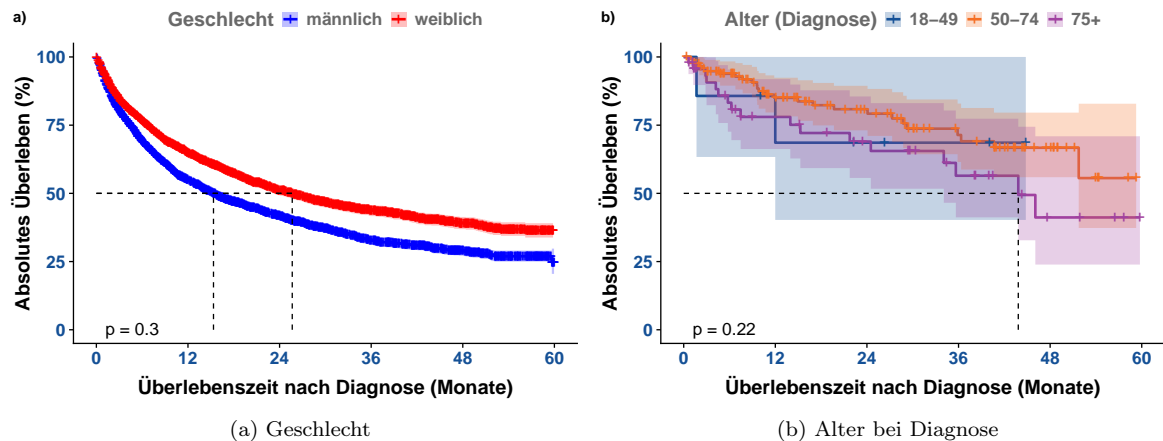 a) Geschlecht männlich weiblich
Absolutes Überleben (%)
100
75
50
25
0
p = 0.3
0 12 24 36 48 60
Überlebenszeit nach Diagnose (Monate)
(a) Geschlecht
b) Alter (Diagnose) 18−49 50−74 75+
Absolutes Überleben (%)
100
75
50
25
0
p = 0.22
0 12 24 36 48 60
Überlebenszeit nach Diagnose (Monate)
(b) Alter bei Diagnose